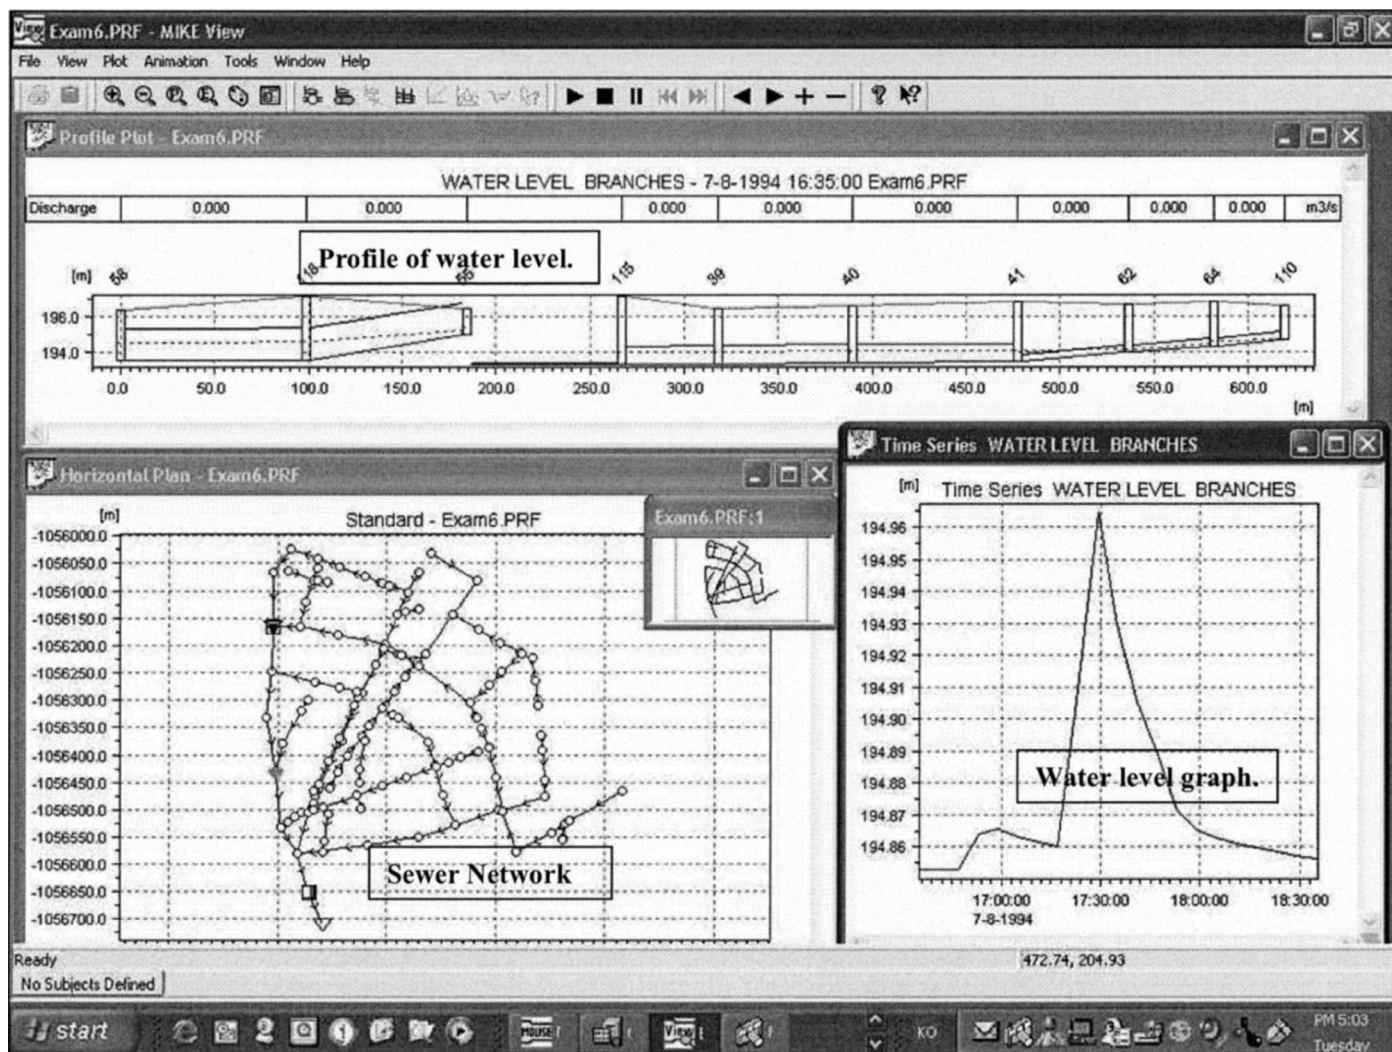 Exam6.PRF - MIKE View
File View Plot Animation Tools Window Help
Profile Plot - Exam6.PRF
WATER LEVEL BRANCHES - 7-8-1994 16:35:00 Exam6.PRF
Discharge 0.000 0.000 0.000 0.000 0.000 0.000 0.000 0.000 m3/s
Profile of water level.
[m] 58 118 55 115 39 40 41 62 64 110
196.0
194.0
0.0 50.0 100.0 150.0 200.0 250.0 300.0 350.0 400.0 450.0 500.0 550.0 600.0
[m]
Horizontal Plan - Exam6.PRF
[m]
Standard - Exam6.PRF
-1056000.0
-1056050.0
-1056100.0
-1056150.0
-1056200.0
-1056250.0
-1056300.0
-1056350.0
-1056400.0
-1056450.0
-1056500.0
-1056550.0
-1056600.0
-1056650.0
-1056700.0
Sewer Network
Exam6.PRF:1
Time Series WATER LEVEL BRANCHES
[m] Time Series WATER LEVEL BRANCHES
194.96
194.95
194.94
194.93
194.92
194.91
194.90
194.89
194.88
194.87
194.86
Water level graph.
17:00:00 17:30:00 18:00:00 18:30:00
7-8-1994
Ready 472.74, 204.93
No Subjects Defined
start KO PM 5:03
Tuesday